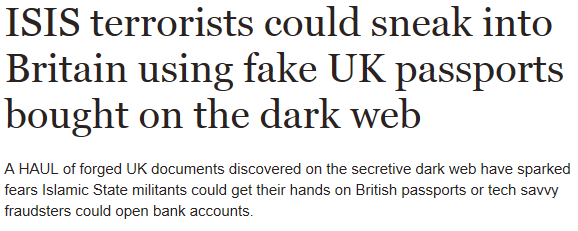 ISIS terrorists could sneak into
Britain using fake UK passports
bought on the dark web
A HAUL of forged UK documents discovered on the secretive dark web have sparked
fears Islamic State militants could get their hands on British passports or tech savvy
fraudsters could open bank accounts.